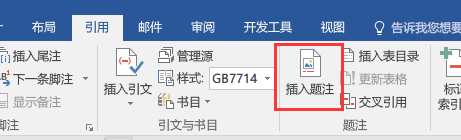 布局 引用 邮件 审阅 开发工具 视图 告诉我您想要
插入尾注
下一条脚注
显示备注
脚注
插入引文
管理源
样式: GB7714
书目
引文与书目
插入题注
插入表目录
更新表格
交叉引用
题注
标记
索引